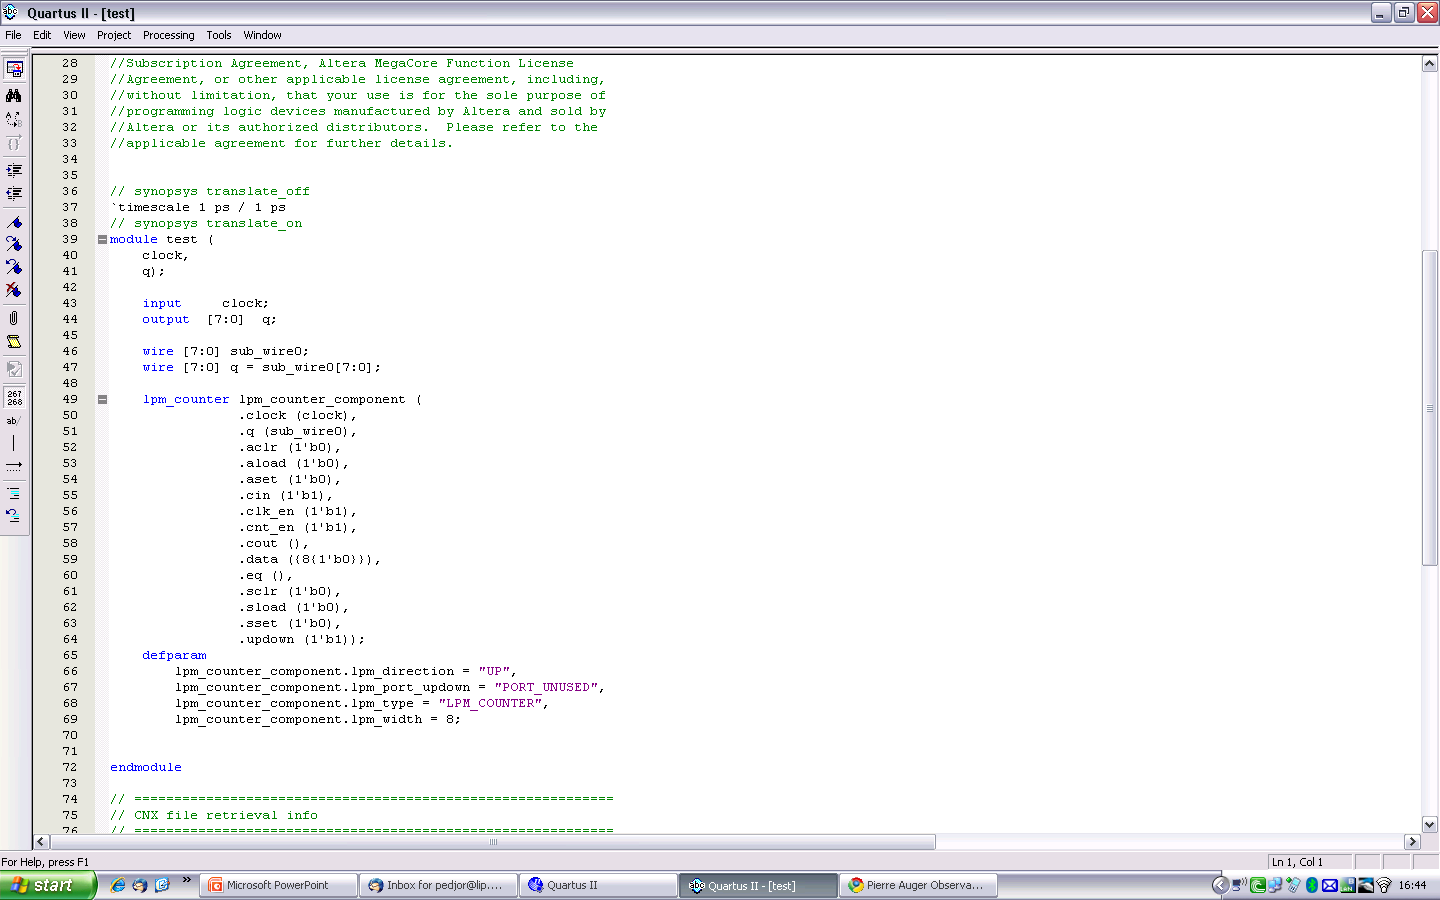 Quartus II - [test]
File Edit View Project Processing Tools Window
28 //Subscription Agreement, Altera MegaCore Function License
29 //Agreement, or other applicable license agreement, including,
30 //without limitation, that your use is for the sole purpose of
31 //programming logic devices manufactured by Altera and sold by
32 //Altera or its authorized distributors.  Please refer to the
33 //applicable agreement for further details.
34
35
36 // synopsys translate_off
37 `timescale 1 ps / 1 ps
38 // synopsys translate_on
39 module test (
40     clock,
41     q);
42
43     input     clock;
44     output  [7:0]  q;
45
46     wire [7:0] sub_wire0;
47     wire [7:0] q = sub_wire0[7:0];
48
49     lpm_counter lpm_counter_component (
50                 .clock (clock),
51                 .q (sub_wire0),
52                 .aclr (1'b0),
53                 .aload (1'b0),
54                 .aset (1'b0),
55                 .cin (1'b1),
56                 .clk_en (1'b1),
57                 .cnt_en (1'b1),
58                 .cout (),
59                 .data ({8{1'b0}}),
60                 .eq (),
61                 .sclr (1'b0),
62                 .sload (1'b0),
63                 .sset (1'b0),
64                 .updown (1'b1));
65     defparam
66         lpm_counter_component.lpm_direction = "UP",
67         lpm_counter_component.lpm_port_updown = "PORT_UNUSED",
68         lpm_counter_component.lpm_type = "LPM_COUNTER",
69         lpm_counter_component.lpm_width = 8;
70
71
72 endmodule
73
74 // ============================================================
75 // CNX file retrieval info
76 // ============================================================
267
268
ab/
For Help, press F1
Ln 1, Col 1
start
Microsoft PowerPoint
Inbox for pedjor@lip....
Quartus II
Quartus II - [test]
Pierre Auger Observa...
16:44